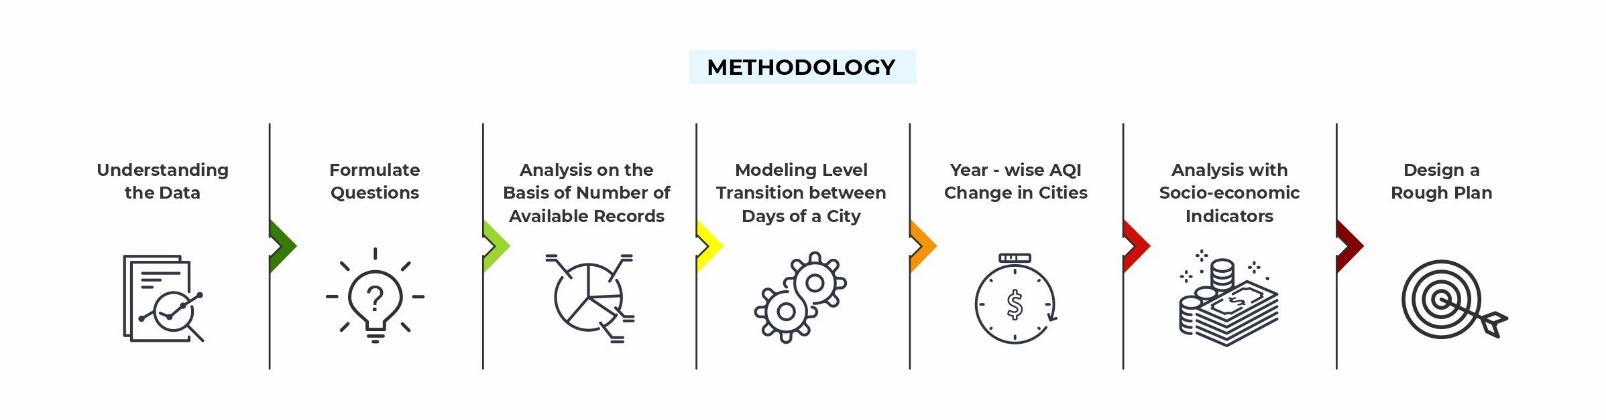 METHODOLOGY
Understanding
the Data
Formulate
Questions
Analysis on the
Basis of Number of
Available Records
Modeling Level
Transition between
Days of a City
Year - wise AQI
Change in Cities
Analysis with
Socio-economic
Indicators
Design a
Rough Plan
?
$
$